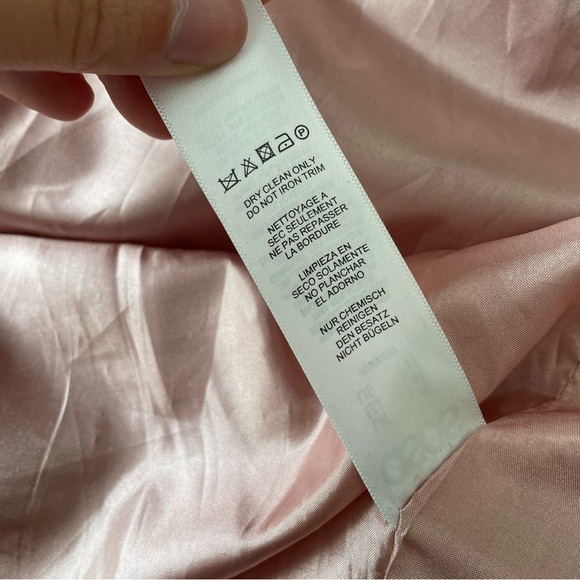 DRY CLEAN ONLY
DO NOT IRON TRIM
NETTOYAGE A
SEC SEULEMENT
NE PAS REPASSER
LA BORDURE
LIMPIEZA EN
SECO SOLAMENTE
NO PLANCHAR
EL ADORNO
NUR CHEMISCH
REINIGEN
DEN BESATZ
NICHT BÜGELN